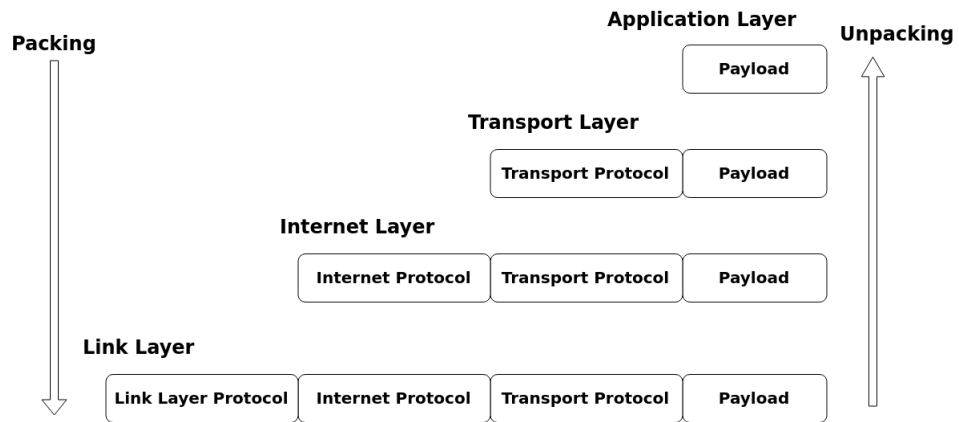 Application Layer
Packing
Unpacking
Payload
Transport Layer
Transport Protocol Payload
Internet Layer
Internet Protocol Transport Protocol Payload
Link Layer
Link Layer Protocol Internet Protocol Transport Protocol Payload